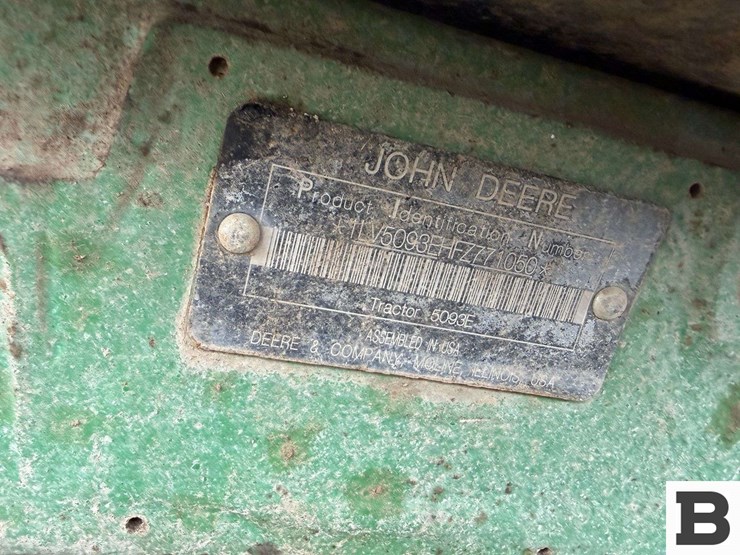 JOHN DEERE
Product Identification Number
*1LV5093EHFZ771050*
Tractor 5093E
ASSEMBLED IN USA
DEERE & COMPANY MOLINE, ILLINOIS USA
B